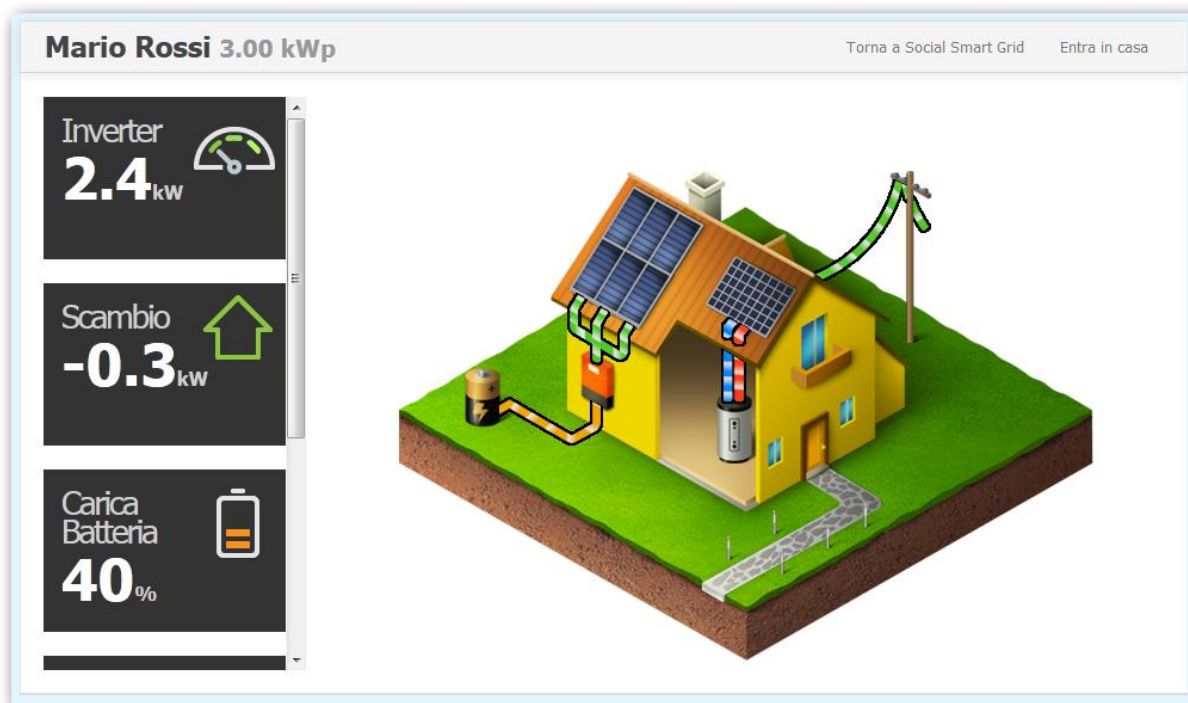 Mario Rossi 3.00 kWp
Torna a Social Smart Grid
Entra in casa
Inverter
2.4kW
Scambio
-0.3kW
Carica
Batteria
40%